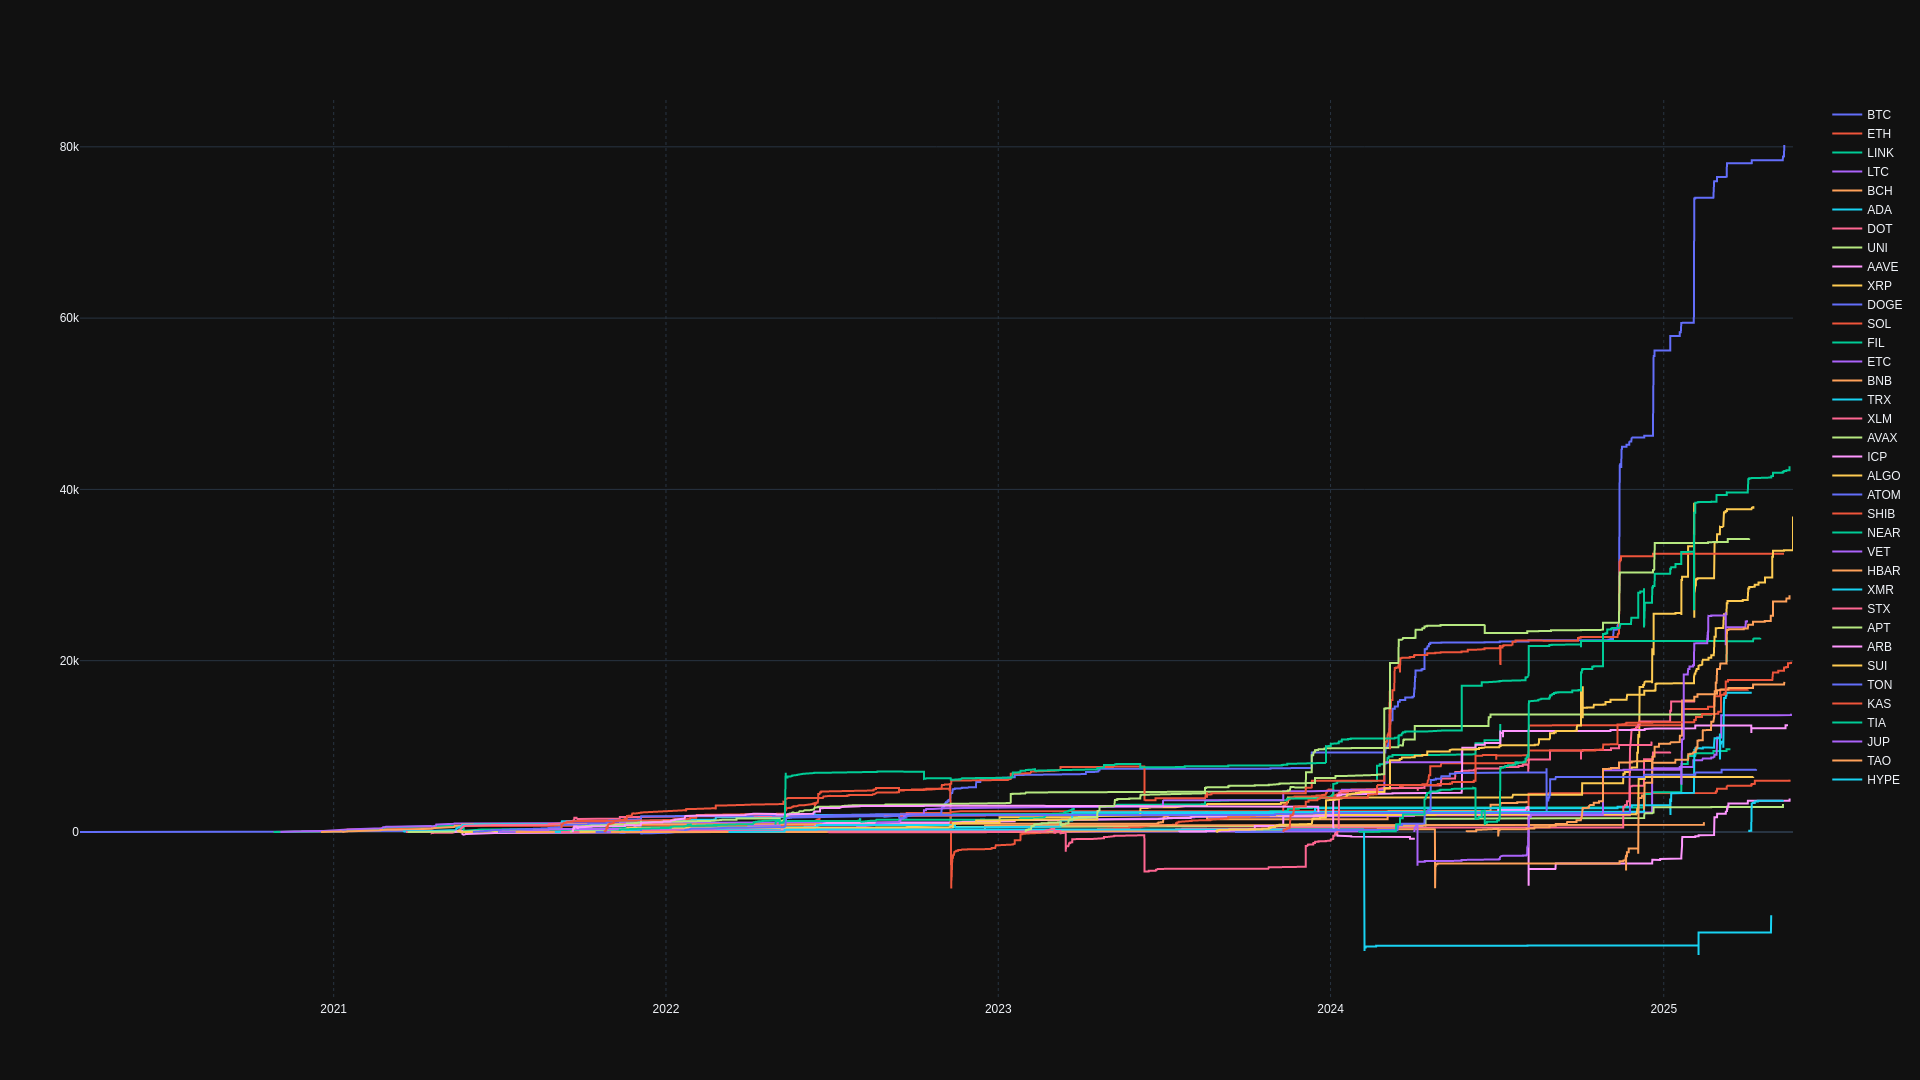 80k
60k
40k
20k
0
2021
2022
2023
2024
2025
BTC
ETH
LINK
LTC
BCH
ADA
DOT
UNI
AAVE
XRP
DOGE
SOL
FIL
ETC
BNB
TRX
XLM
AVAX
ICP
ALGO
ATOM
SHIB
NEAR
VET
HBAR
XMR
STX
APT
ARB
SUI
TON
KAS
TIA
JUP
TAO
HYPE